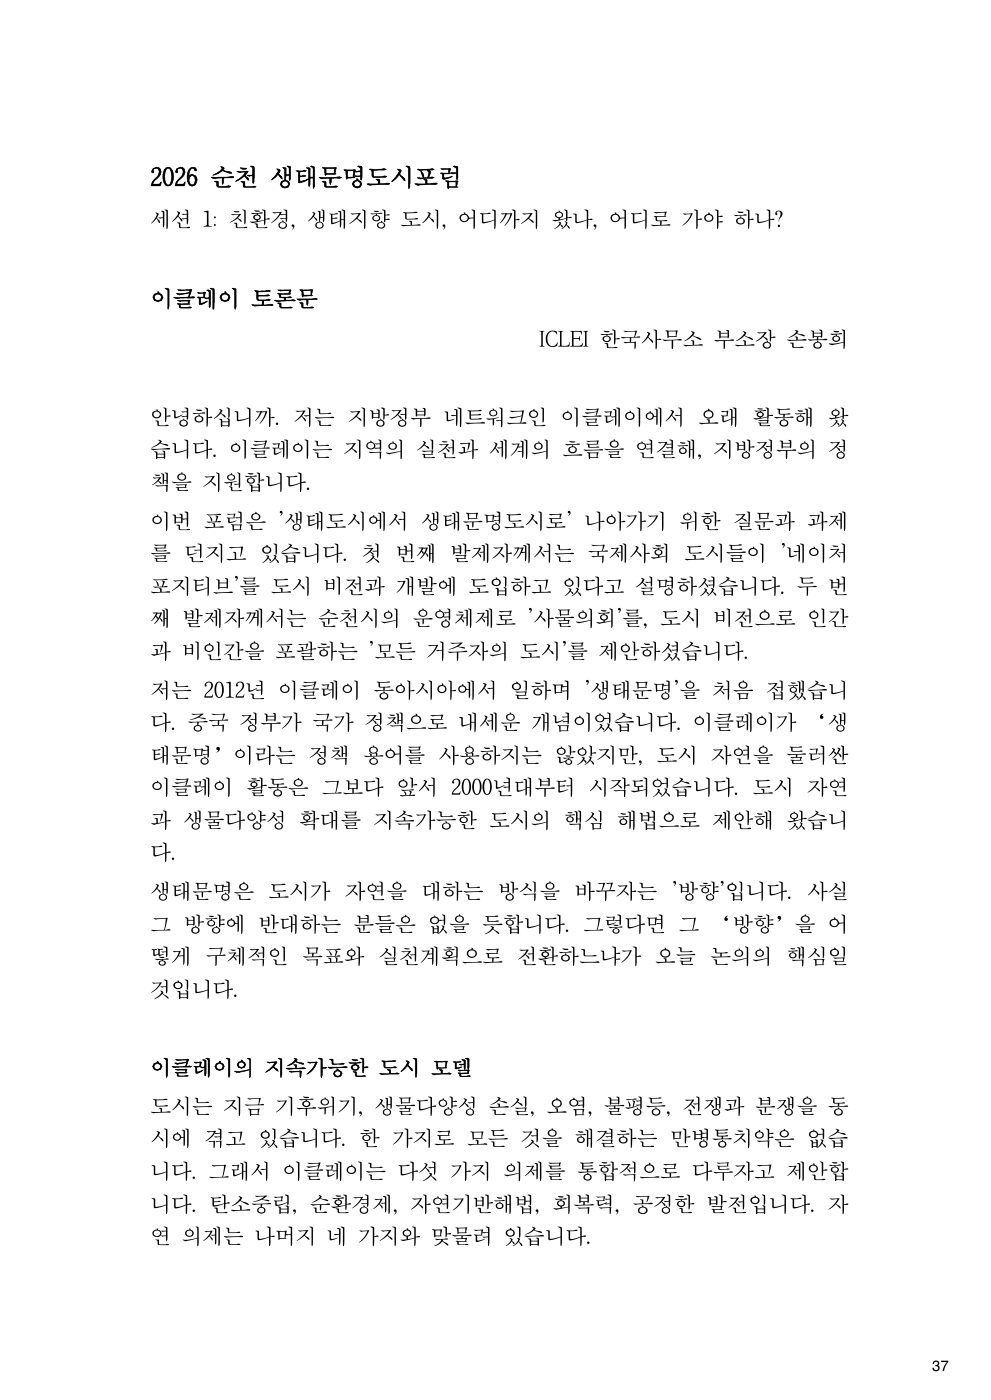 2026 순천 생태문명도시포럼
세션 1: 친환경, 생태지향 도시, 어디까지 왔나, 어디로 가야 하나?
이클레이 토론문
ICLEI 한국사무소 부소장 손봉희
안녕하십니까. 저는 지방정부 네트워크인 이클레이에서 오래 활동해 왔
습니다. 이클레이는 지역의 실천과 세계의 흐름을 연결해, 지방정부의 정
책을 지원합니다.
이번 포럼은 '생태도시에서 생태문명도시로' 나아가기 위한 질문과 과제
를 던지고 있습니다. 첫 번째 발제자께서는 국제사회 도시들이 '네이처
포지티브'를 도시 비전과 개발에 도입하고 있다고 설명하셨습니다. 두 번
째 발제자께서는 순천시의 운영체제로 '사물의회'를, 도시 비전으로 인간
과 비인간을 포괄하는 '모든 거주자의 도시'를 제안하셨습니다.
저는 2012년 이클레이 동아시아에서 일하며 '생태문명'을 처음 접했습니
다. 중국 정부가 국가 정책으로 내세운 개념이었습니다. 이클레이가 ‘생
태문명’이라는 정책 용어를 사용하지는 않았지만, 도시 자연을 둘러싼
이클레이 활동은 그보다 앞서 2000년대부터 시작되었습니다. 도시 자연
과 생물다양성 확대를 지속가능한 도시의 핵심 해법으로 제안해 왔습니
다.
생태문명은 도시가 자연을 대하는 방식을 바꾸자는 '방향'입니다. 사실
그 방향에 반대하는 분들은 없을 듯합니다. 그렇다면 그 ‘방향’을 어
떻게 구체적인 목표와 실천계획으로 전환하느냐가 오늘 논의의 핵심일
것입니다.
이클레이의 지속가능한 도시 모델
도시는 지금 기후위기, 생물다양성 손실, 오염, 불평등, 전쟁과 분쟁을 동
시에 겪고 있습니다. 한 가지로 모든 것을 해결하는 만병통치약은 없습
니다. 그래서 이클레이는 다섯 가지 의제를 통합적으로 다루자고 제안합
니다. 탄소중립, 순환경제, 자연기반해법, 회복력, 공정한 발전입니다. 자
연 의제는 나머지 네 가지와 맞물려 있습니다.
37